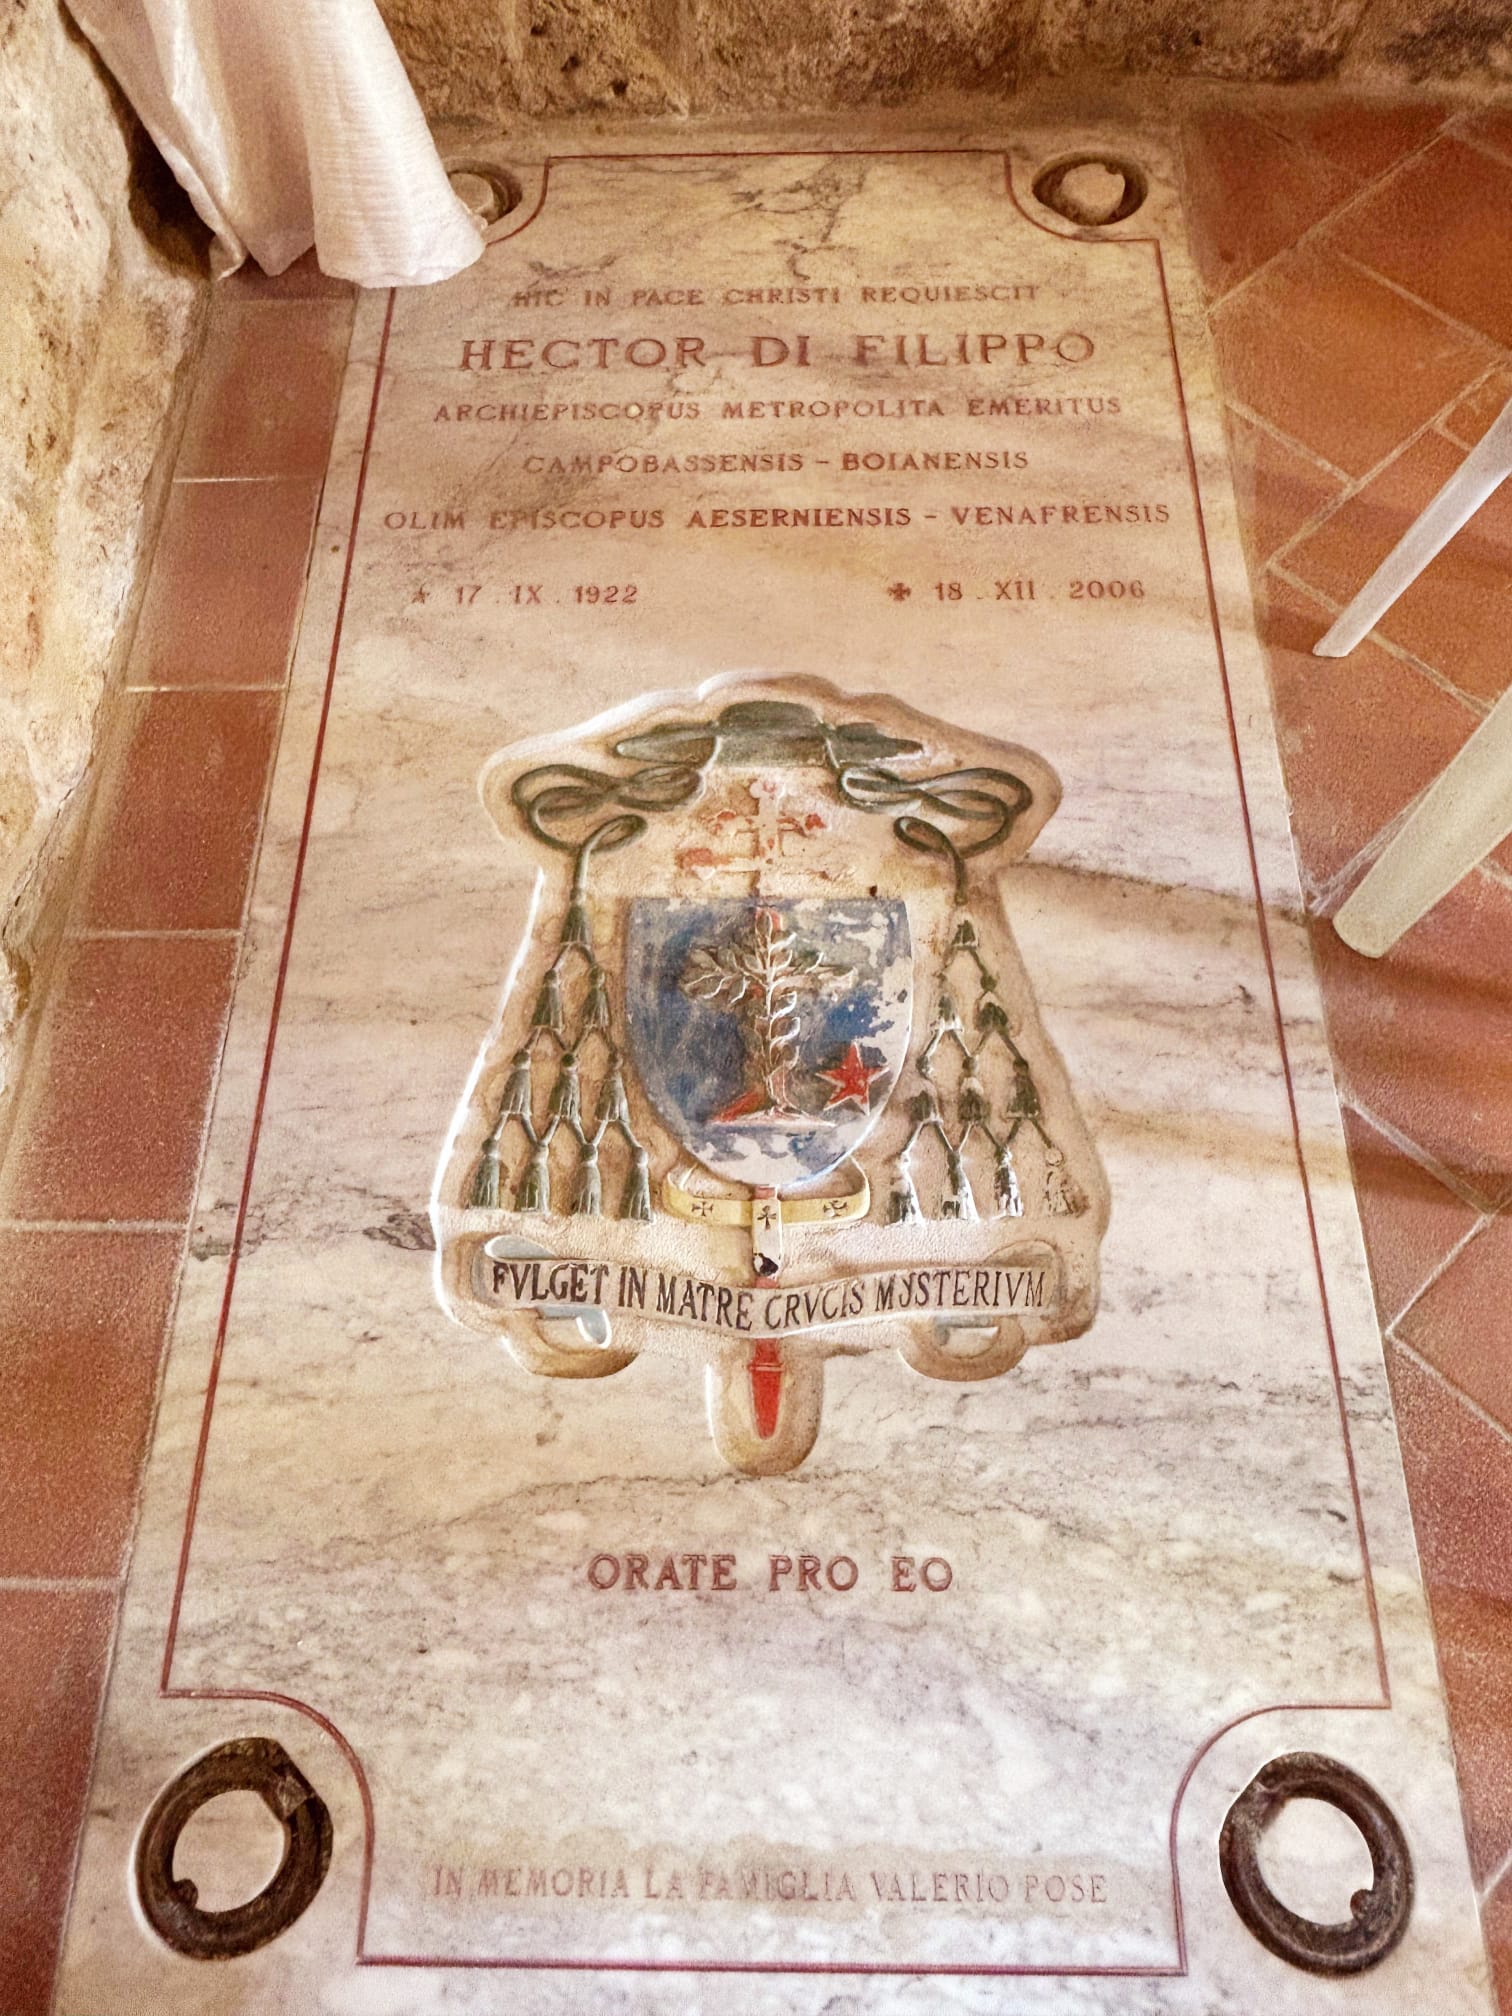 HIC IN PACE CHRISTI REQUIESCIT
HECTOR DI FILIPPO
ARCHIEPISCOPUS METROPOLITA EMERITUS
CAMPOBASSENSIS - BOIANENSIS
OLIM EPISCOPUS AESERNIENSIS - VENAFRENSIS
17 . IX . 1922 ✠ 18 . XII . 2006
FVLGET IN MATRE CRVCIS MYSTERIVM
ORATE PRO EO
IN MEMORIA LA FAMIGLIA VALERIO POSE